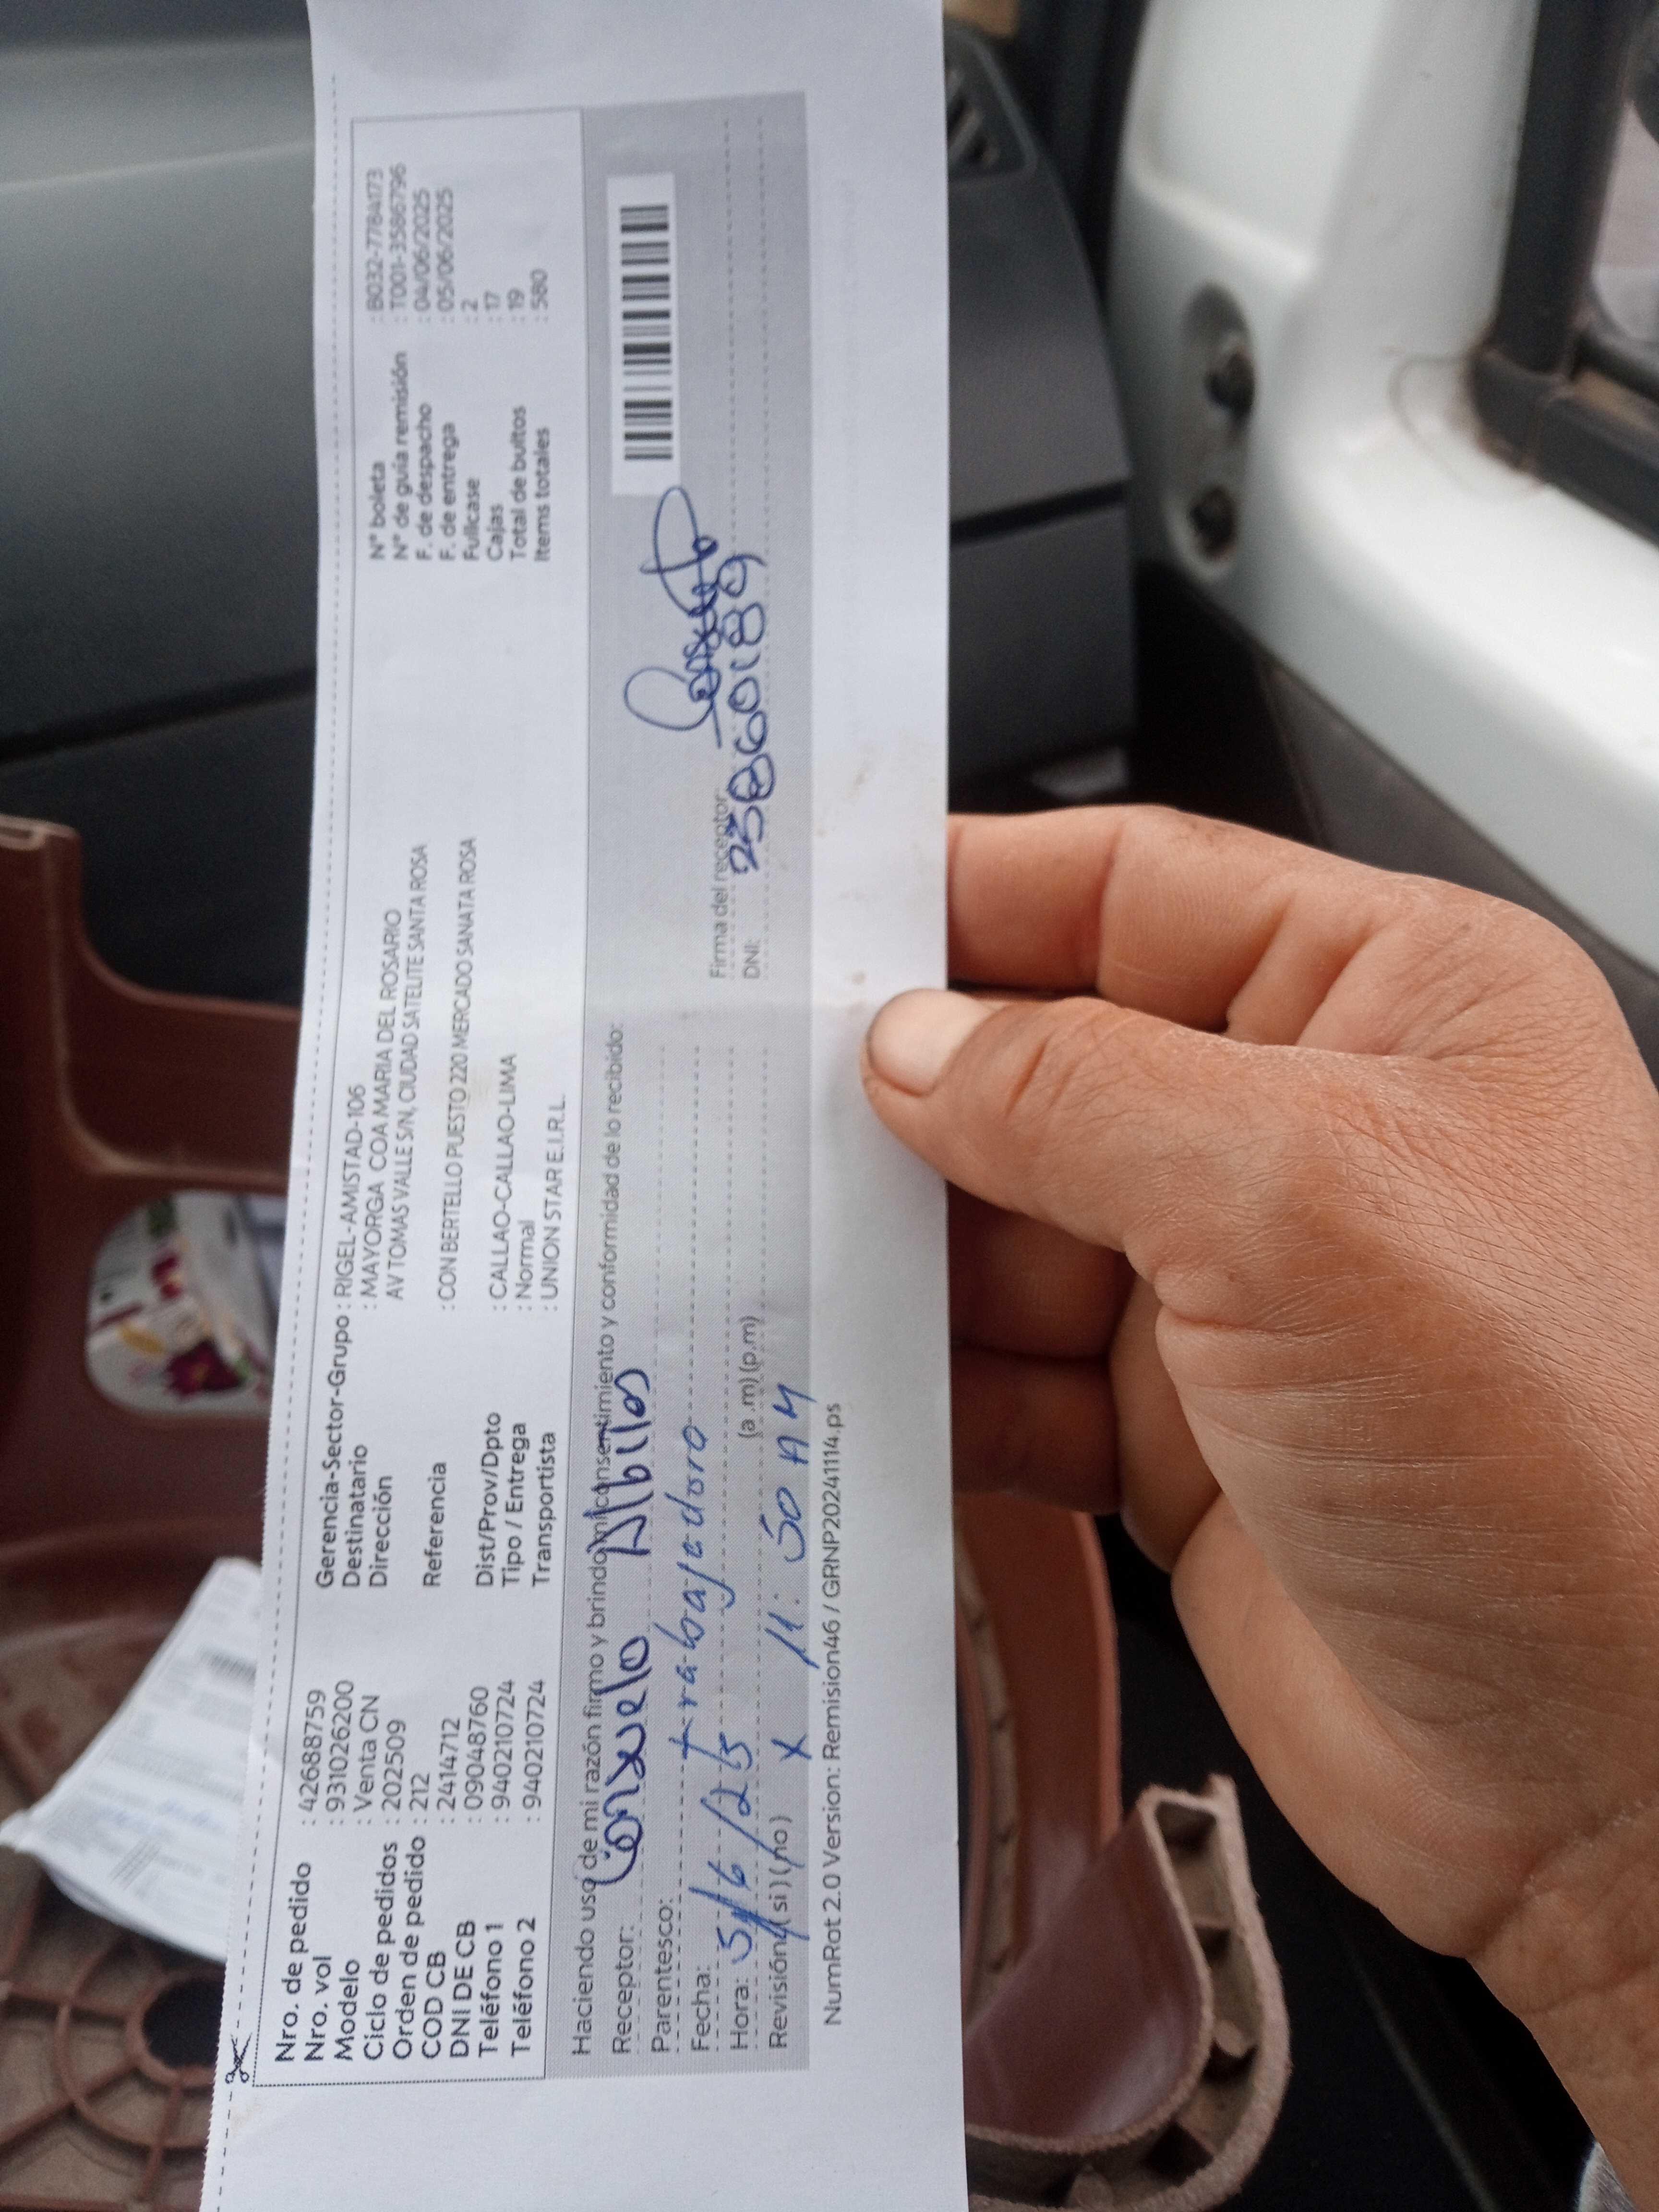 Nro. de pedido : 42688759
Nro. vol : 9310266200
Modelo : Venta CN
Ciclo de pedidos : 202509
Orden de pedido : 212
COD CB : 2414712
DNI DE CB : 09048760
Teléfono 1 : 940210724
Teléfono 2 : 940210724
Gerencia-Sector-Grupo : RIGEL-AMISTAD-106
Destinatario : MAYORGA COA MARIA DEL ROSARIO
Dirección AV TOMAS VALLE S/N, CIUDAD SATELITE SANTA ROSA
Referencia : CON BERTELLO PUESTO 220 MERCADO SANATA ROSA
Dist/Prov/Dpto : CALLAO-CALLAO-LIMA
Tipo / Entrega : Normal
Transportista : UNION STAR E.I.R.L.
N° boleta : B032-77784173
N° de guía remisión : T001-35867796
F. de despacho : 04/06/2025
F. de entrega : 05/06/2025
Fullcase : 2
Cajas : 17
Total de bultos : 19
Items totales : 580
Haciendo uso de mi razón firmo y brindo mi consentimiento y conformidad de lo recibido:
Receptor: Consuelo Albilos
Parentesco: trabajadora
Fecha: 5/6/25
Hora: (a.m) (p.m)
Revisión (si) (no) x 11:50 AM
Firma del receptor:
DNI: 25860189
NumRot 2.0 Version: Remision46 / GRNP20241114.ps